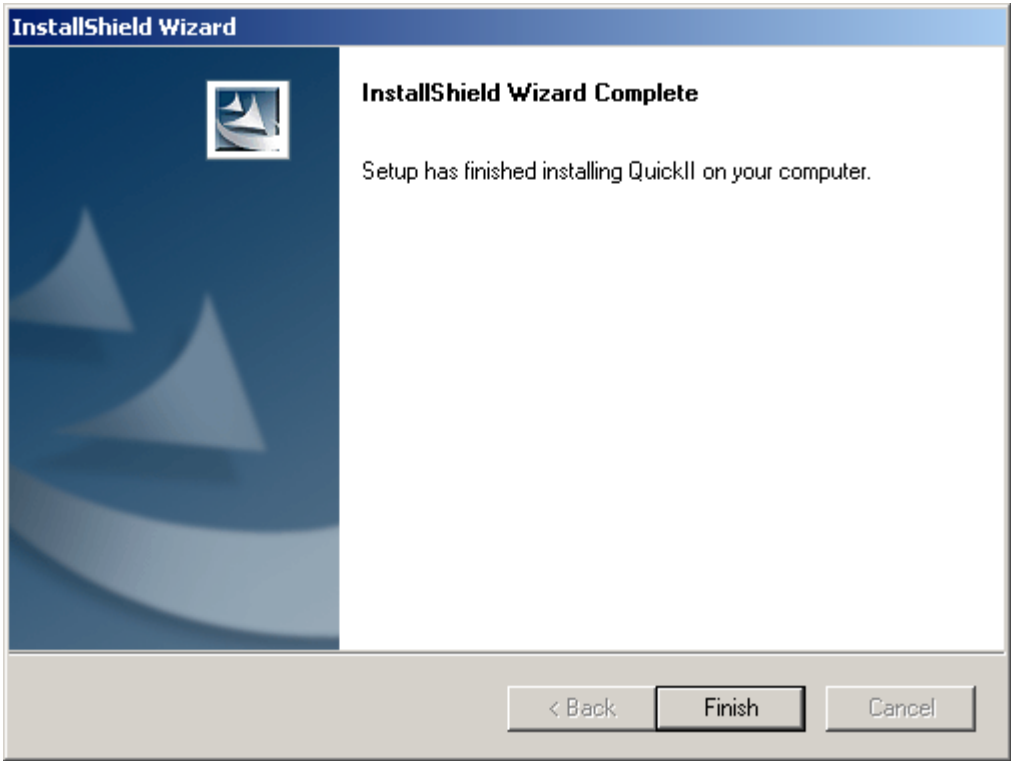 InstallShield Wizard
InstallShield Wizard Complete
Setup has finished installing QuickII on your computer.
< Back
Finish
Cancel